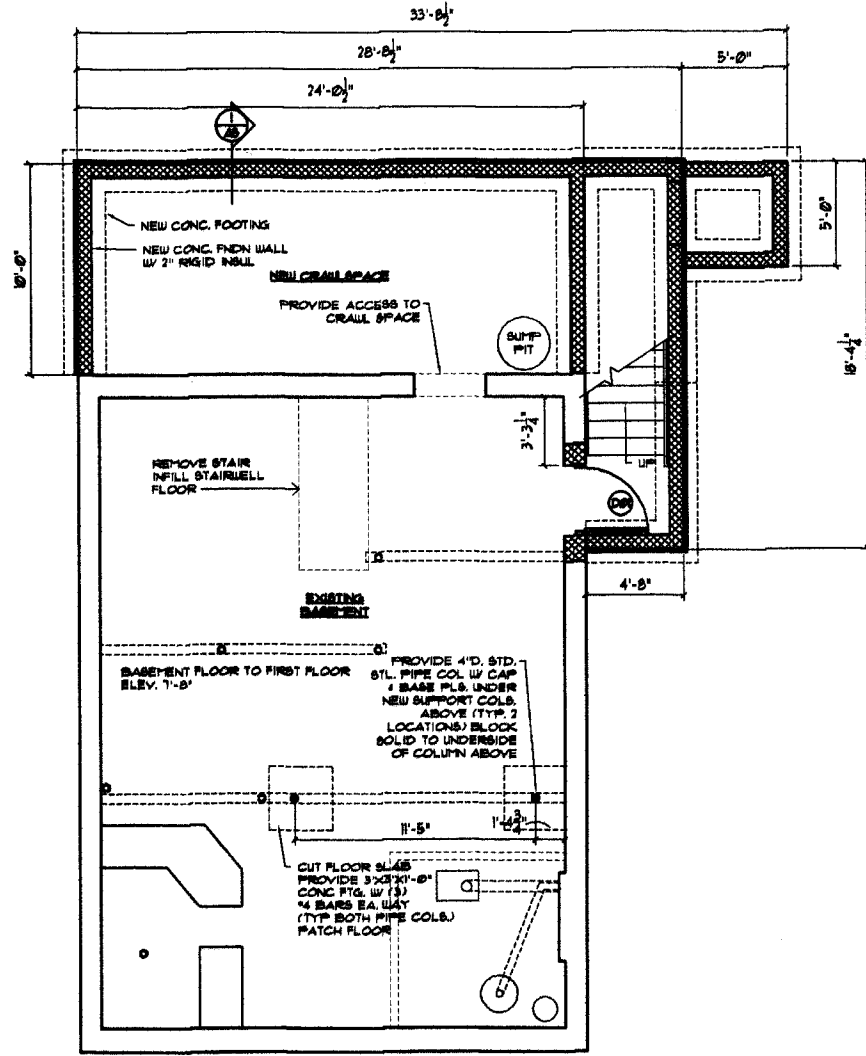 33'-8½"
28'-8½"
5'-0"
24'-0½"
A5
NEW CONC. FOOTING
NEW CONC. FNDN WALL
W/ 2" RIGID INSUL
NEW CRAWLSPACE
PROVIDE ACCESS TO
CRAWL SPACE
SUMP
PIT
10'-0"
5'-0"
18'-4¼"
3'-3¼"
UP
REMOVE STAIR
INFILL STAIRWELL
FLOOR
4'-8"
EXISTING
BASEMENT
BASEMENT FLOOR TO FIRST FLOOR
ELEV. 7'-8"
PROVIDE 4"D. STD.
STL. PIPE COL W/ CAP
& BASE PLS. UNDER
NEW SUPPORT COLS.
ABOVE (TYP. 2
LOCATIONS) BLOCK
SOLID TO UNDERSIDE
OF COLUMN ABOVE
11'-5"
1'-4¾"
CUT FLOOR SLAB
PROVIDE 3'X3'X1'-0"
CONC FTG. W/ (3)
#4 BARS EA. WAY
(TYP BOTH PIPE COLS.)
PATCH FLOOR